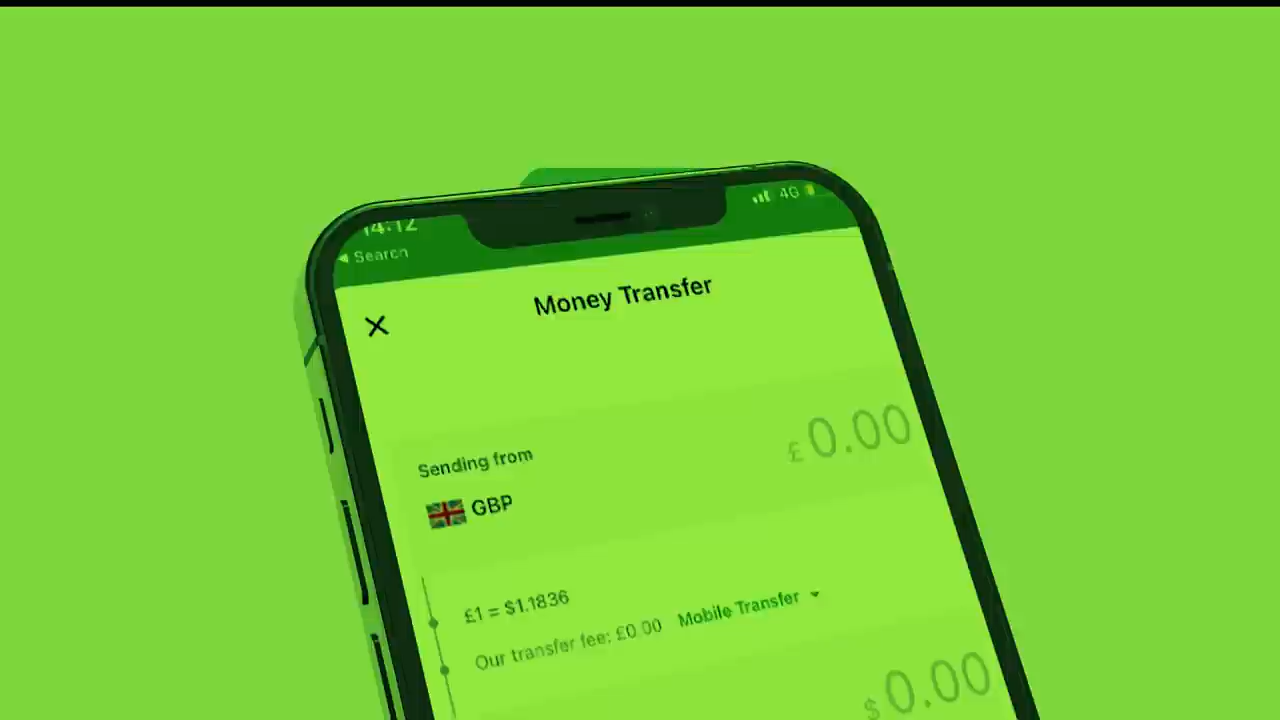 14:12
4G
◀ Search
Money Transfer
Sending from
£ 0.00
GBP
£1 = $1.1836
Our transfer fee: £0.00 Mobile Transfer
$ 0.00